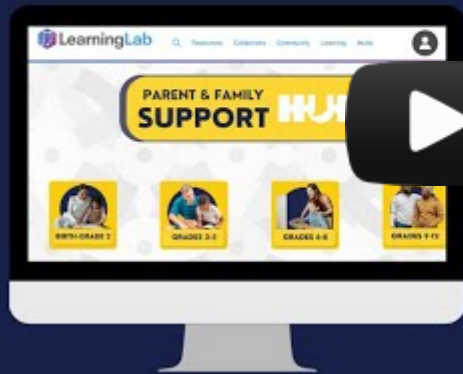 LearningLab
Resources Collections Community Learning Hubs
PARENT & FAMILY
SUPPORT HUB
BIRTH-GRADE 2
GRADES 3-5
GRADES 6-8
GRADES 9-12